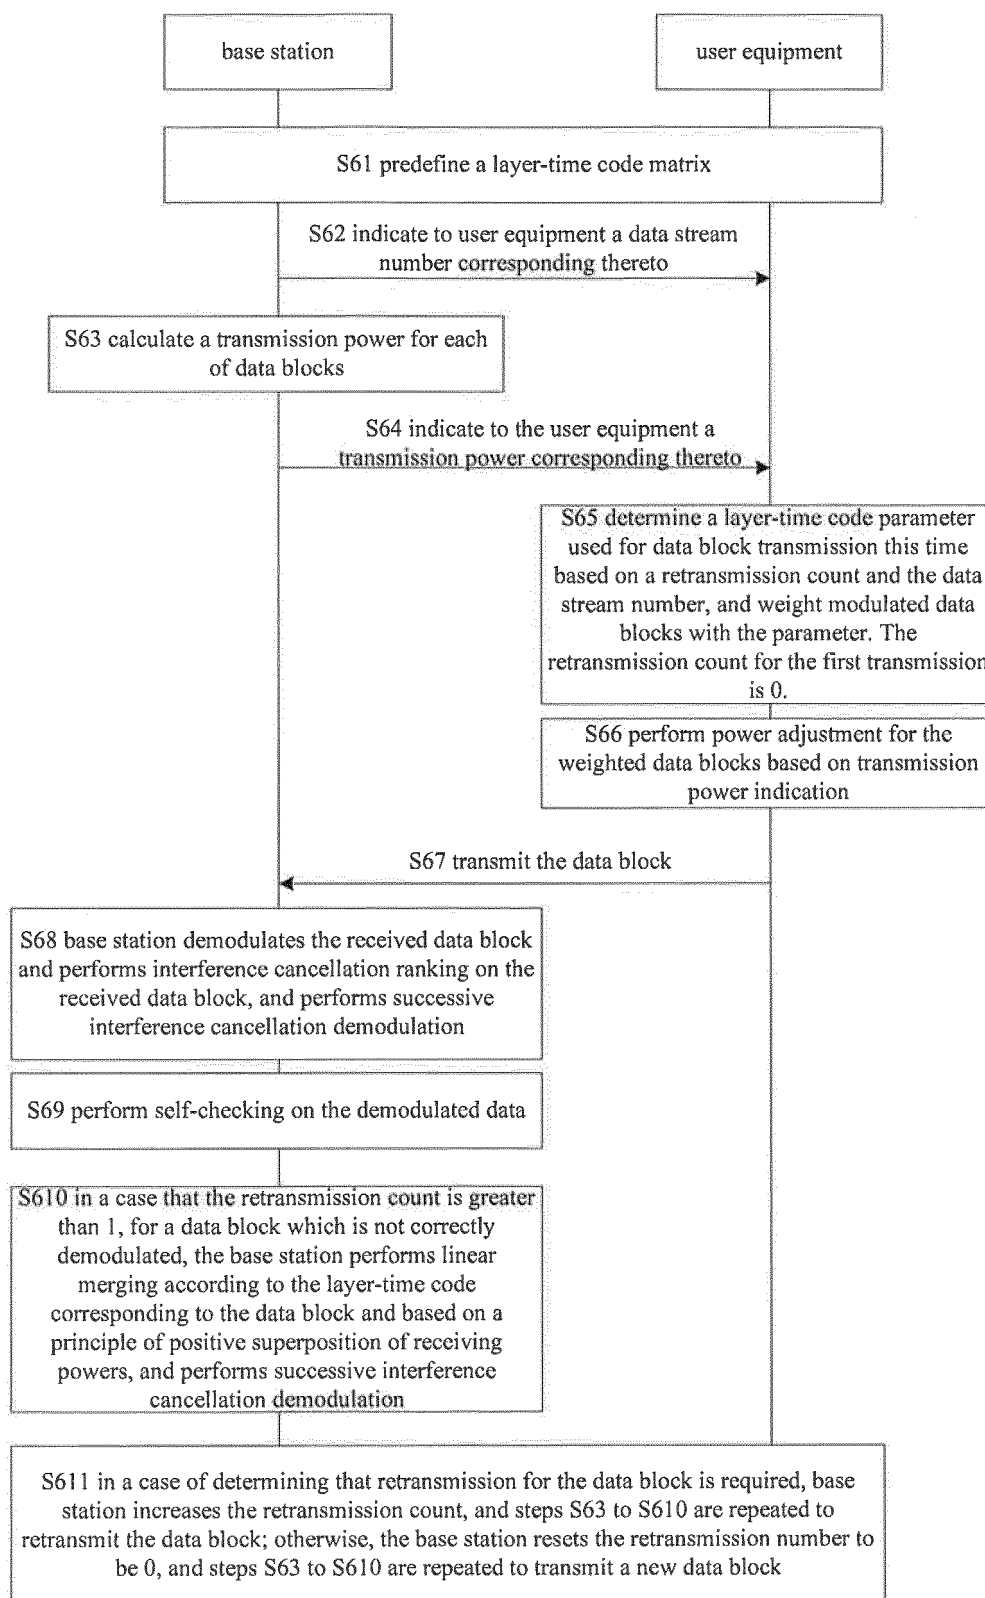 base station
user equipment
S61 predefine a layer-time code matrix
S62 indicate to user equipment a data stream
number corresponding thereto
S63 calculate a transmission power for each
of data blocks
S64 indicate to the user equipment a
transmission power corresponding thereto
S65 determine a layer-time code parameter
used for data block transmission this time
based on a retransmission count and the data
stream number, and weight modulated data
blocks with the parameter. The
retransmission count for the first transmission
is 0.
S66 perform power adjustment for the
weighted data blocks based on transmission
power indication
S67 transmit the data block
S68 base station demodulates the received data block
and performs interference cancellation ranking on the
received data block, and performs successive
interference cancellation demodulation
S69 perform self-checking on the demodulated data
S610 in a case that the retransmission count is greater
than 1, for a data block which is not correctly
demodulated, the base station performs linear
merging according to the layer-time code
corresponding to the data block and based on a
principle of positive superposition of receiving
powers, and performs successive interference
cancellation demodulation
S611 in a case of determining that retransmission for the data block is required, base
station increases the retransmission count, and steps S63 to S610 are repeated to
retransmit the data block; otherwise, the base station resets the retransmission number to
be 0, and steps S63 to S610 are repeated to transmit a new data block